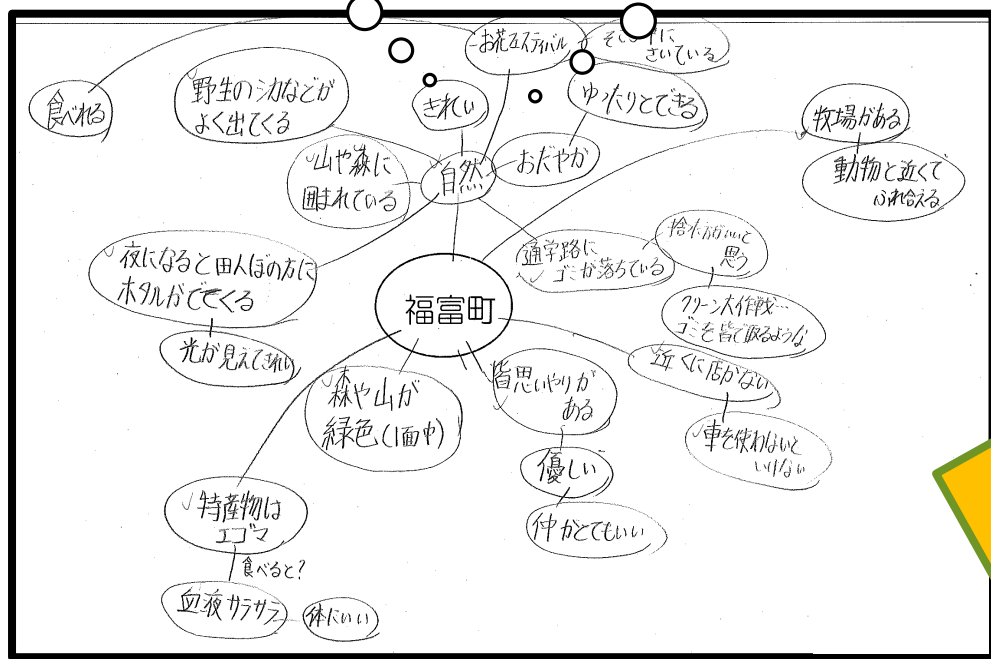 お花フェスティバル
さいている
食べれる
野生のシカなどが
よく出てくる
きれい
ゆったりとできる
牧場がある
動物と近くて
ふれ合える
山や森に
囲まれている
自然
おだやか
通学路に
ゴミが落ちている
拾った方がいいと
思う
クリーン大作戦…
ゴミを皆で取るような
夜になると田んぼの方に
ホタルがでてくる
光が見えてきれい
福富町
近くに店がない
車を使わないと
いけない
森や山が
緑色(1面中)
皆思いやりが
ある
優しい
仲がとてもいい
特産物は
エゴマ
食べると?
血液サラサラ
体にいい